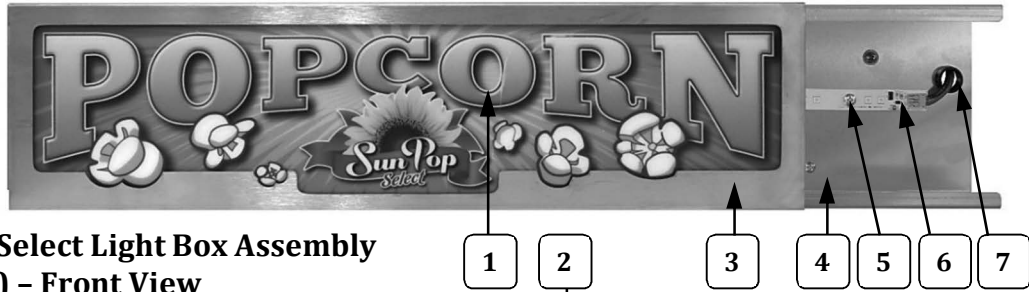 POPCORN
Sun Pop
Select
1 2 3 4 5 6 7
Select Light Box Assembly
– Front View